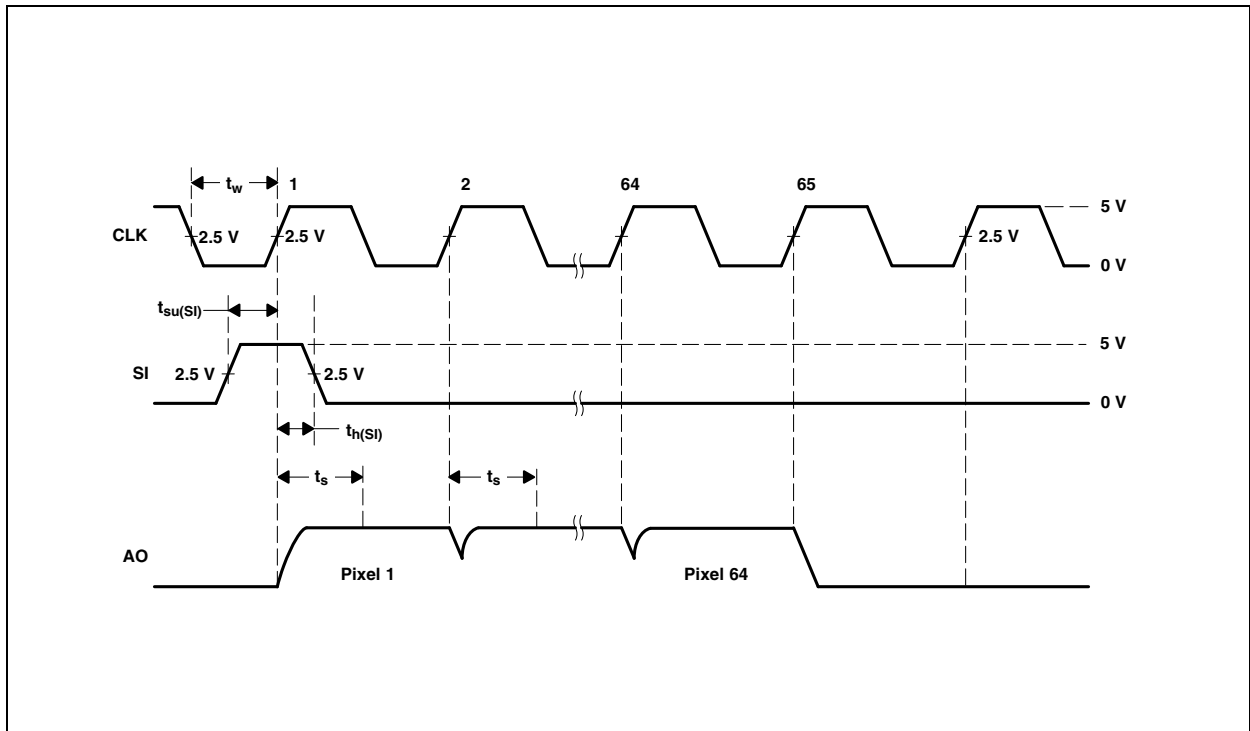 t_w 1 2 64 65
5 V
CLK 2.5 V 2.5 V 2.5 V
0 V
t_su(SI)
5 V
SI 2.5 V 2.5 V
0 V
t_h(SI)
t_s t_s
AO
Pixel 1 Pixel 64